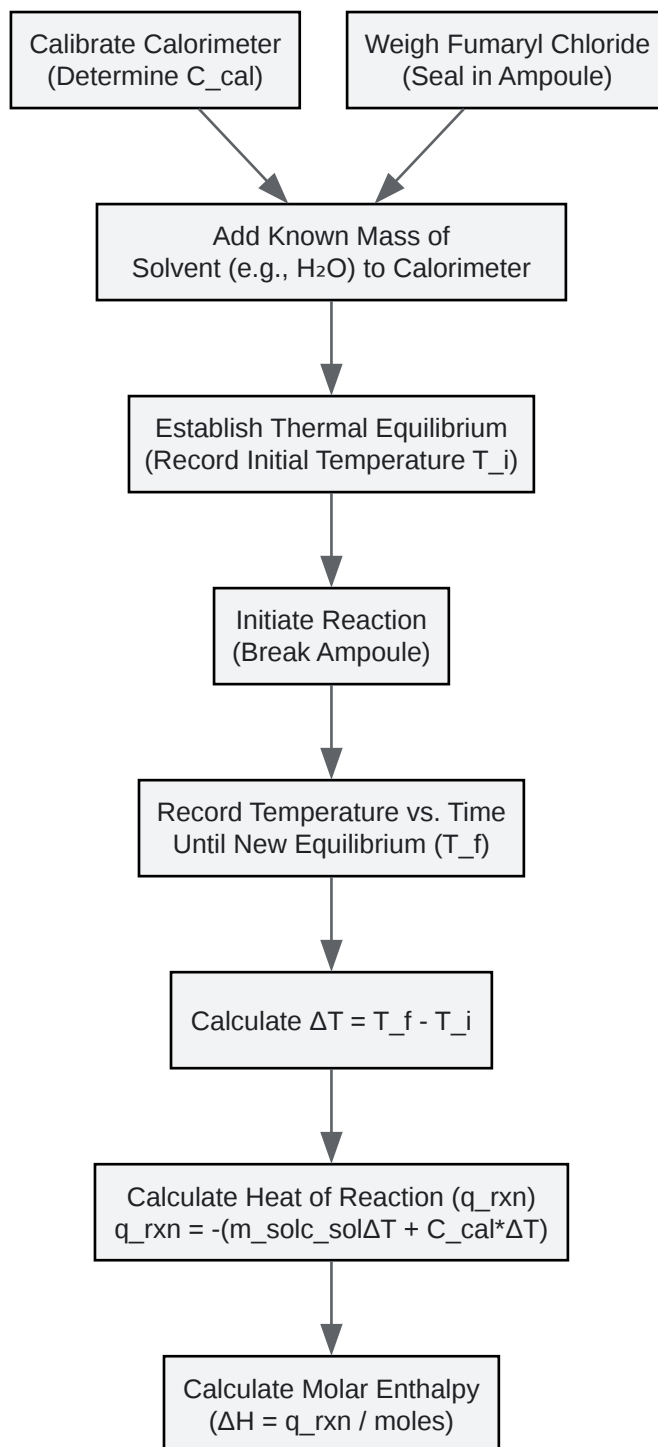 Calibrate Calorimeter
(Determine C_cal)
Weigh Fumaryl Chloride
(Seal in Ampoule)
Add Known Mass of
Solvent (e.g., H₂O) to Calorimeter
Establish Thermal Equilibrium
(Record Initial Temperature T_i)
Initiate Reaction
(Break Ampoule)
Record Temperature vs. Time
Until New Equilibrium (T_f)
Calculate ΔT = T_f - T_i
Calculate Heat of Reaction (q_rxn)
q_rxn = -(m_solc_solΔT + C_cal*ΔT)
Calculate Molar Enthalpy
(ΔH = q_rxn / moles)